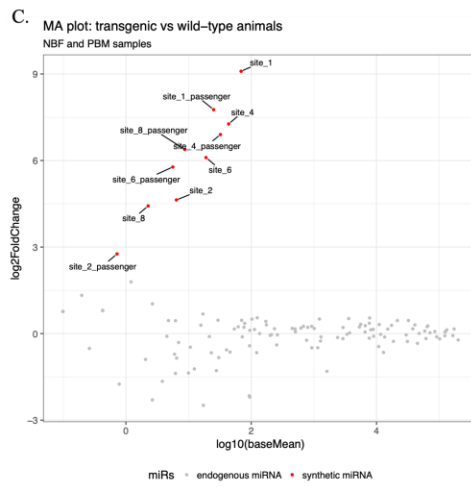 C.
MA plot: transgenic vs wild−type animals
NBF and PBM samples
9
6
3
0
−3
log2FoldChange
site_1
site_1_passenger
site_4
site_8_passenger
site_4_passenger
site_6
site_6_passenger
site_2
site_8
site_2_passenger
0
2
4
log10(baseMean)
miRs endogenous miRNA synthetic miRNA